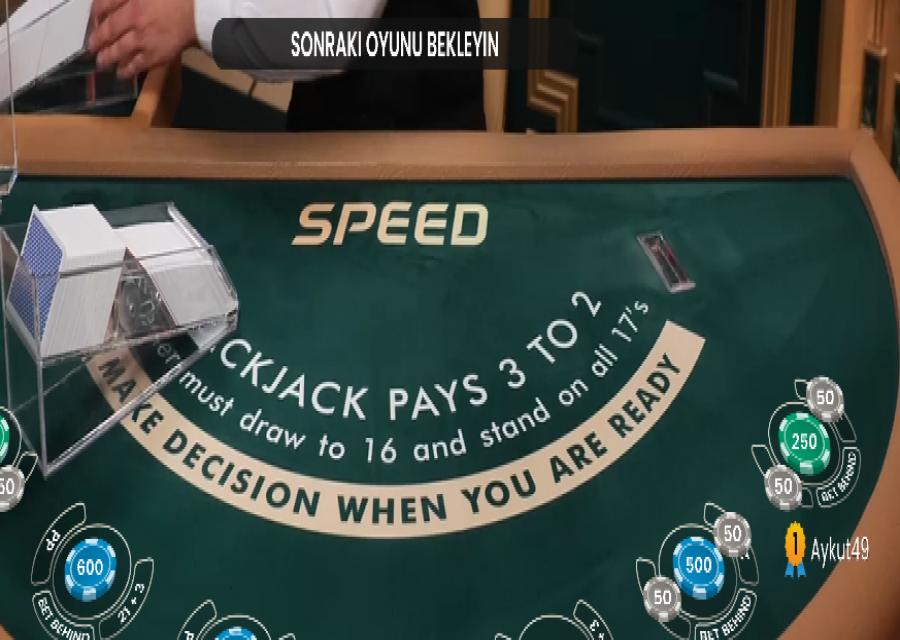 SONRAKI OYUNU BEKLEYIN
SPEED
CKJACK PAYS 3 TO 2
must draw to 16 and stand on all 17's
MAKE DECISION WHEN YOU ARE READY
50
250
50
BET BEHIND
50
1 Aykut49
50
500
50
BET BEHIND
PP
600
21 + 3
BET BEHIND